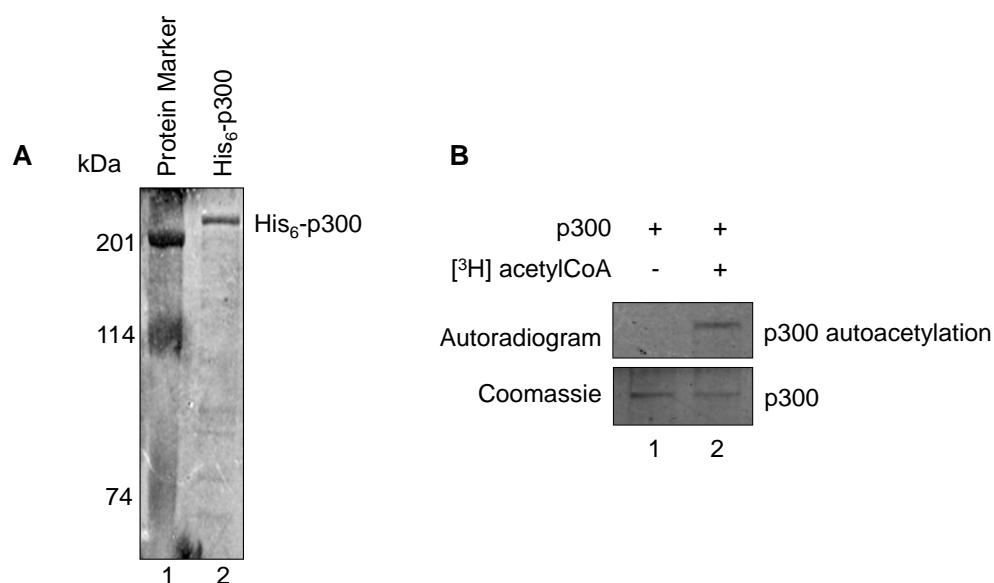 A
kDa
Protein Marker
His6-p300
His6-p300
201
114
74
1 2
B
p300 + +
[3H] acetylCoA - +
Autoradiogram p300 autoacetylation
Coomassie p300
1 2